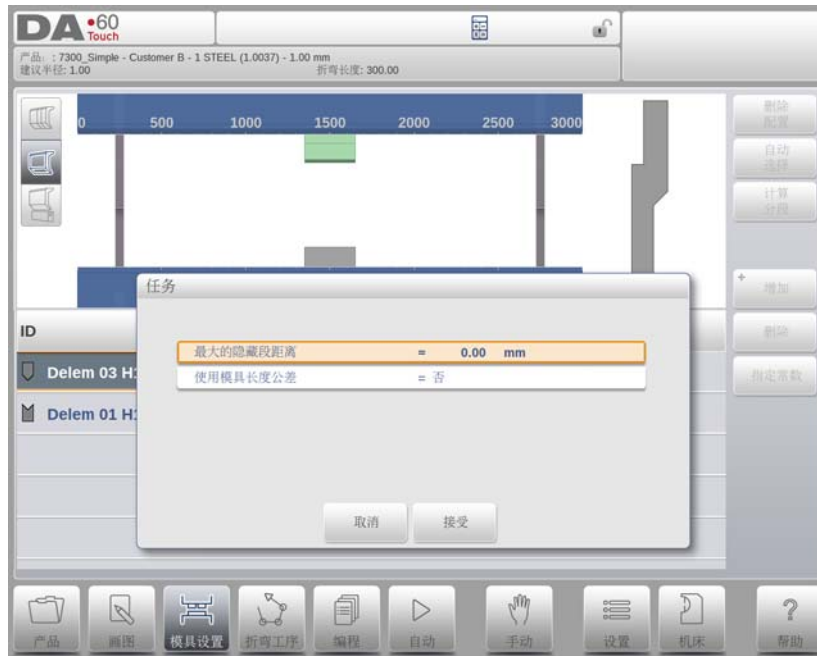 DA•60
Touch
产品: : 7300_Simple - Customer B - 1 STEEL (1.0037) - 1.00 mm
建议半径: 1.00 折弯长度: 300.00
0 500 1000 1500 2000 2500 3000
删除
配置
自动
选择
计算
分段
+ 增加
删除
指定常数
ID
Delem 03 H:
Delem 01 H:
任务
最大的隐藏段距离 = 0.00 mm
使用模具长度公差 = 否
取消 接受
产品 画图 模具设置 折弯工序 编程 自动 手动 设置 机床 ? 帮助